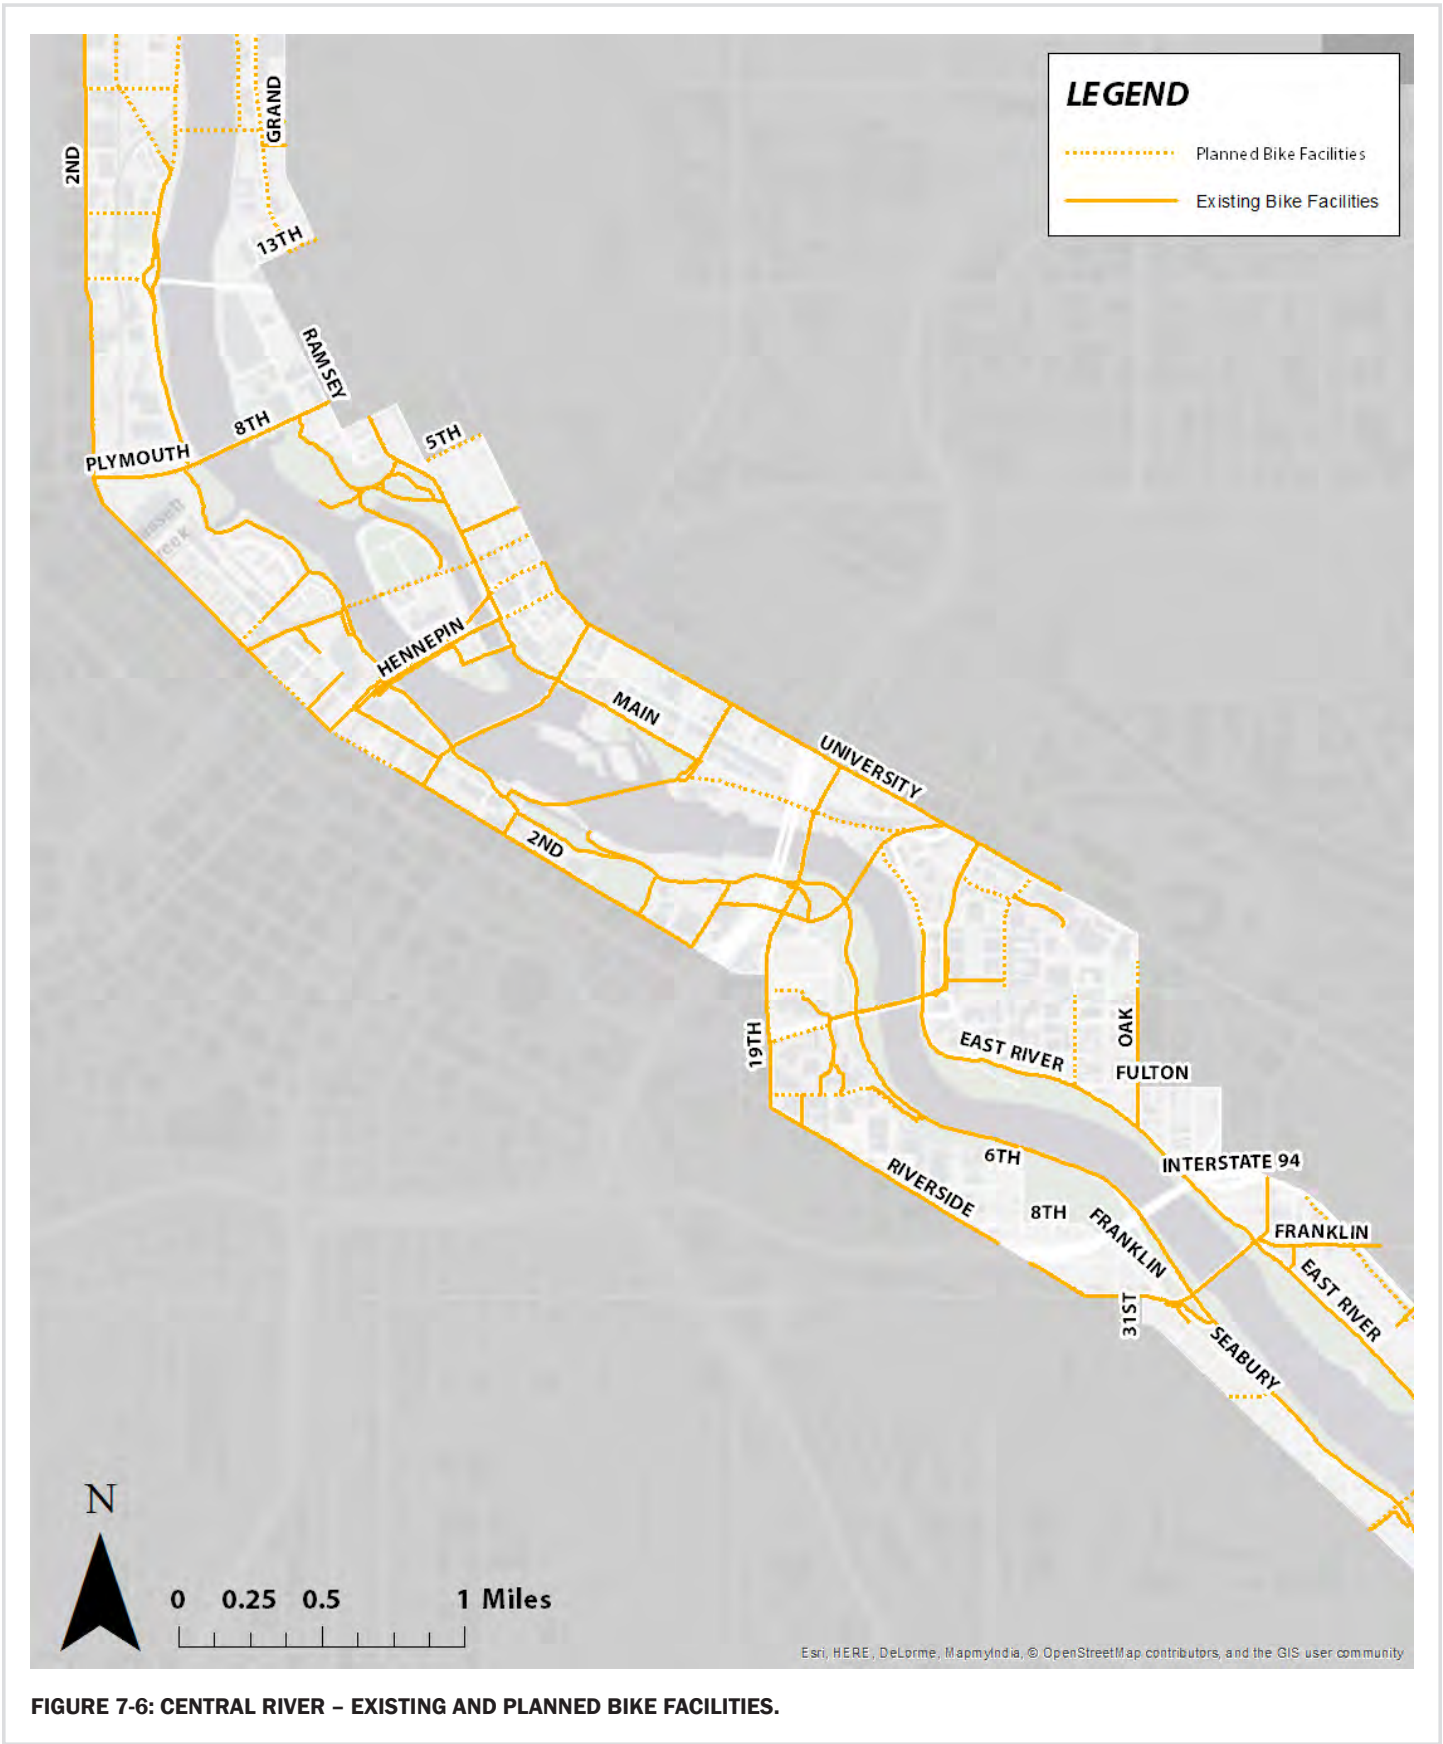 LEGEND
Planned Bike Facilities
Existing Bike Facilities
GRAND
2ND
13TH
RAMSEY
8TH
5TH
PLYMOUTH
HENNEPIN
MAIN
UNIVERSITY
2ND
19TH
EAST RIVER
OAK
FULTON
6TH
INTERSTATE 94
RIVERSIDE
8TH
FRANKLIN
FRANKLIN
EAST RIVER
31ST
SEABURY
N
0 0.25 0.5 1 Miles
Esri, HERE, DeLorme, MapmyIndia, © OpenStreetMap contributors, and the GIS user community
FIGURE 7-6: CENTRAL RIVER – EXISTING AND PLANNED BIKE FACILITIES.